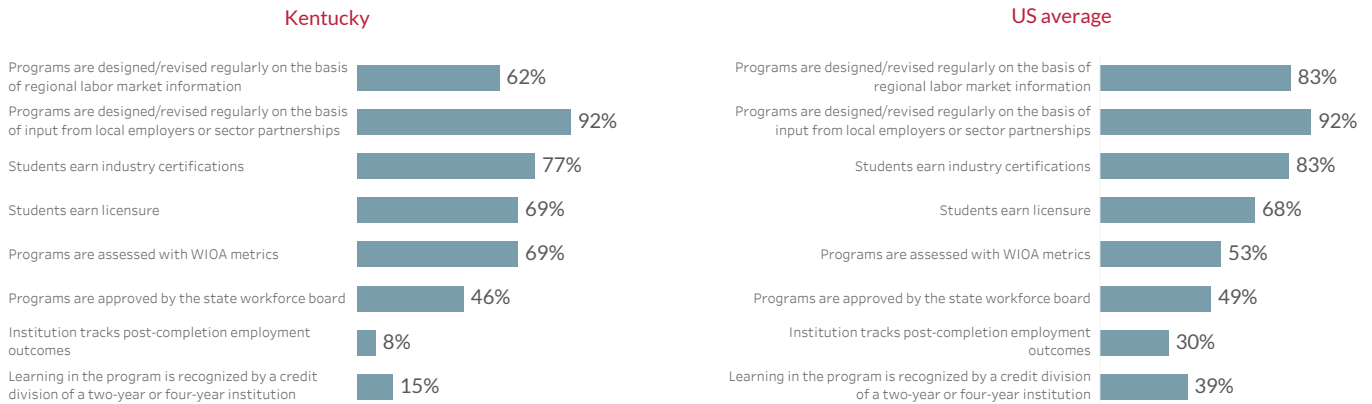 Kentucky
Programs are designed/revised regularly on the basis
of regional labor market information
62%
Programs are designed/revised regularly on the basis
of input from local employers or sector partnerships
92%
Students earn industry certifications
77%
Students earn licensure
69%
Programs are assessed with WIOA metrics
69%
Programs are approved by the state workforce board
46%
Institution tracks post-completion employment
outcomes
8%
Learning in the program is recognized by a credit
division of a two-year or four-year institution
15%
US average
Programs are designed/revised regularly on the basis of
regional labor market information
83%
Programs are designed/revised regularly on the basis of
input from local employers or sector partnerships
92%
Students earn industry certifications
83%
Students earn licensure
68%
Programs are assessed with WIOA metrics
53%
Programs are approved by the state workforce board
49%
Institution tracks post-completion employment
outcomes
30%
Learning in the program is recognized by a credit division
of a two-year or four-year institution
39%